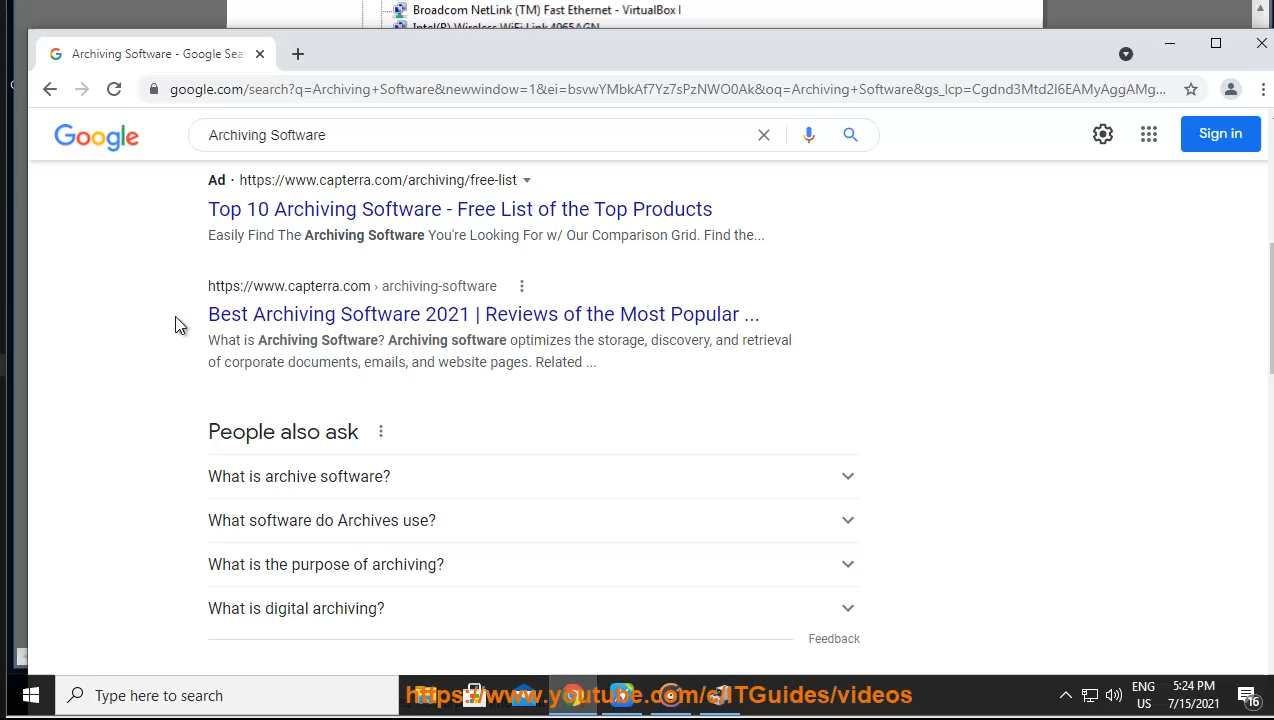 Broadcom NetLink (TM) Fast Ethernet - VirtualBox I
Intel(R) Wireless WiFi Link 4965AGN
Archiving Software - Google Sea
google.com/search?q=Archiving+Software&newwindow=1&ei=bsvwYMbkAf7Yz7sPzNWO0Ak&oq=Archiving+Software&gs_lcp=Cgdnd3Mtd2l6EAMyAggAMg...
Google
Archiving Software
Sign in
Ad · https://www.capterra.com/archiving/free-list
Top 10 Archiving Software - Free List of the Top Products
Easily Find The Archiving Software You're Looking For w/ Our Comparison Grid. Find the...
https://www.capterra.com › archiving-software
Best Archiving Software 2021 | Reviews of the Most Popular ...
What is Archiving Software? Archiving software optimizes the storage, discovery, and retrieval
of corporate documents, emails, and website pages. Related ...
People also ask
What is archive software?
What software do Archives use?
What is the purpose of archiving?
What is digital archiving?
Feedback
Type here to search
https://www.youtube.com/c/ITGuides/videos
ENG
US
5:24 PM
7/15/2021
16